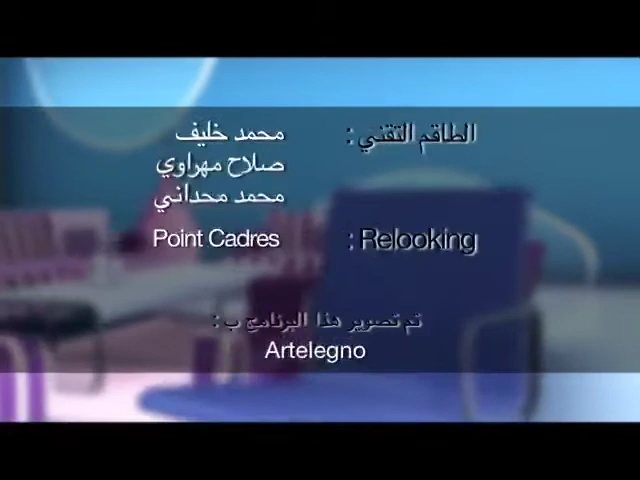 الطاقم التقني : محمد خليف
صلاح مهراوي
محمد محداني
Relooking : Point Cadres
تم تصوير هذا البرنامج ب :
Artelegno